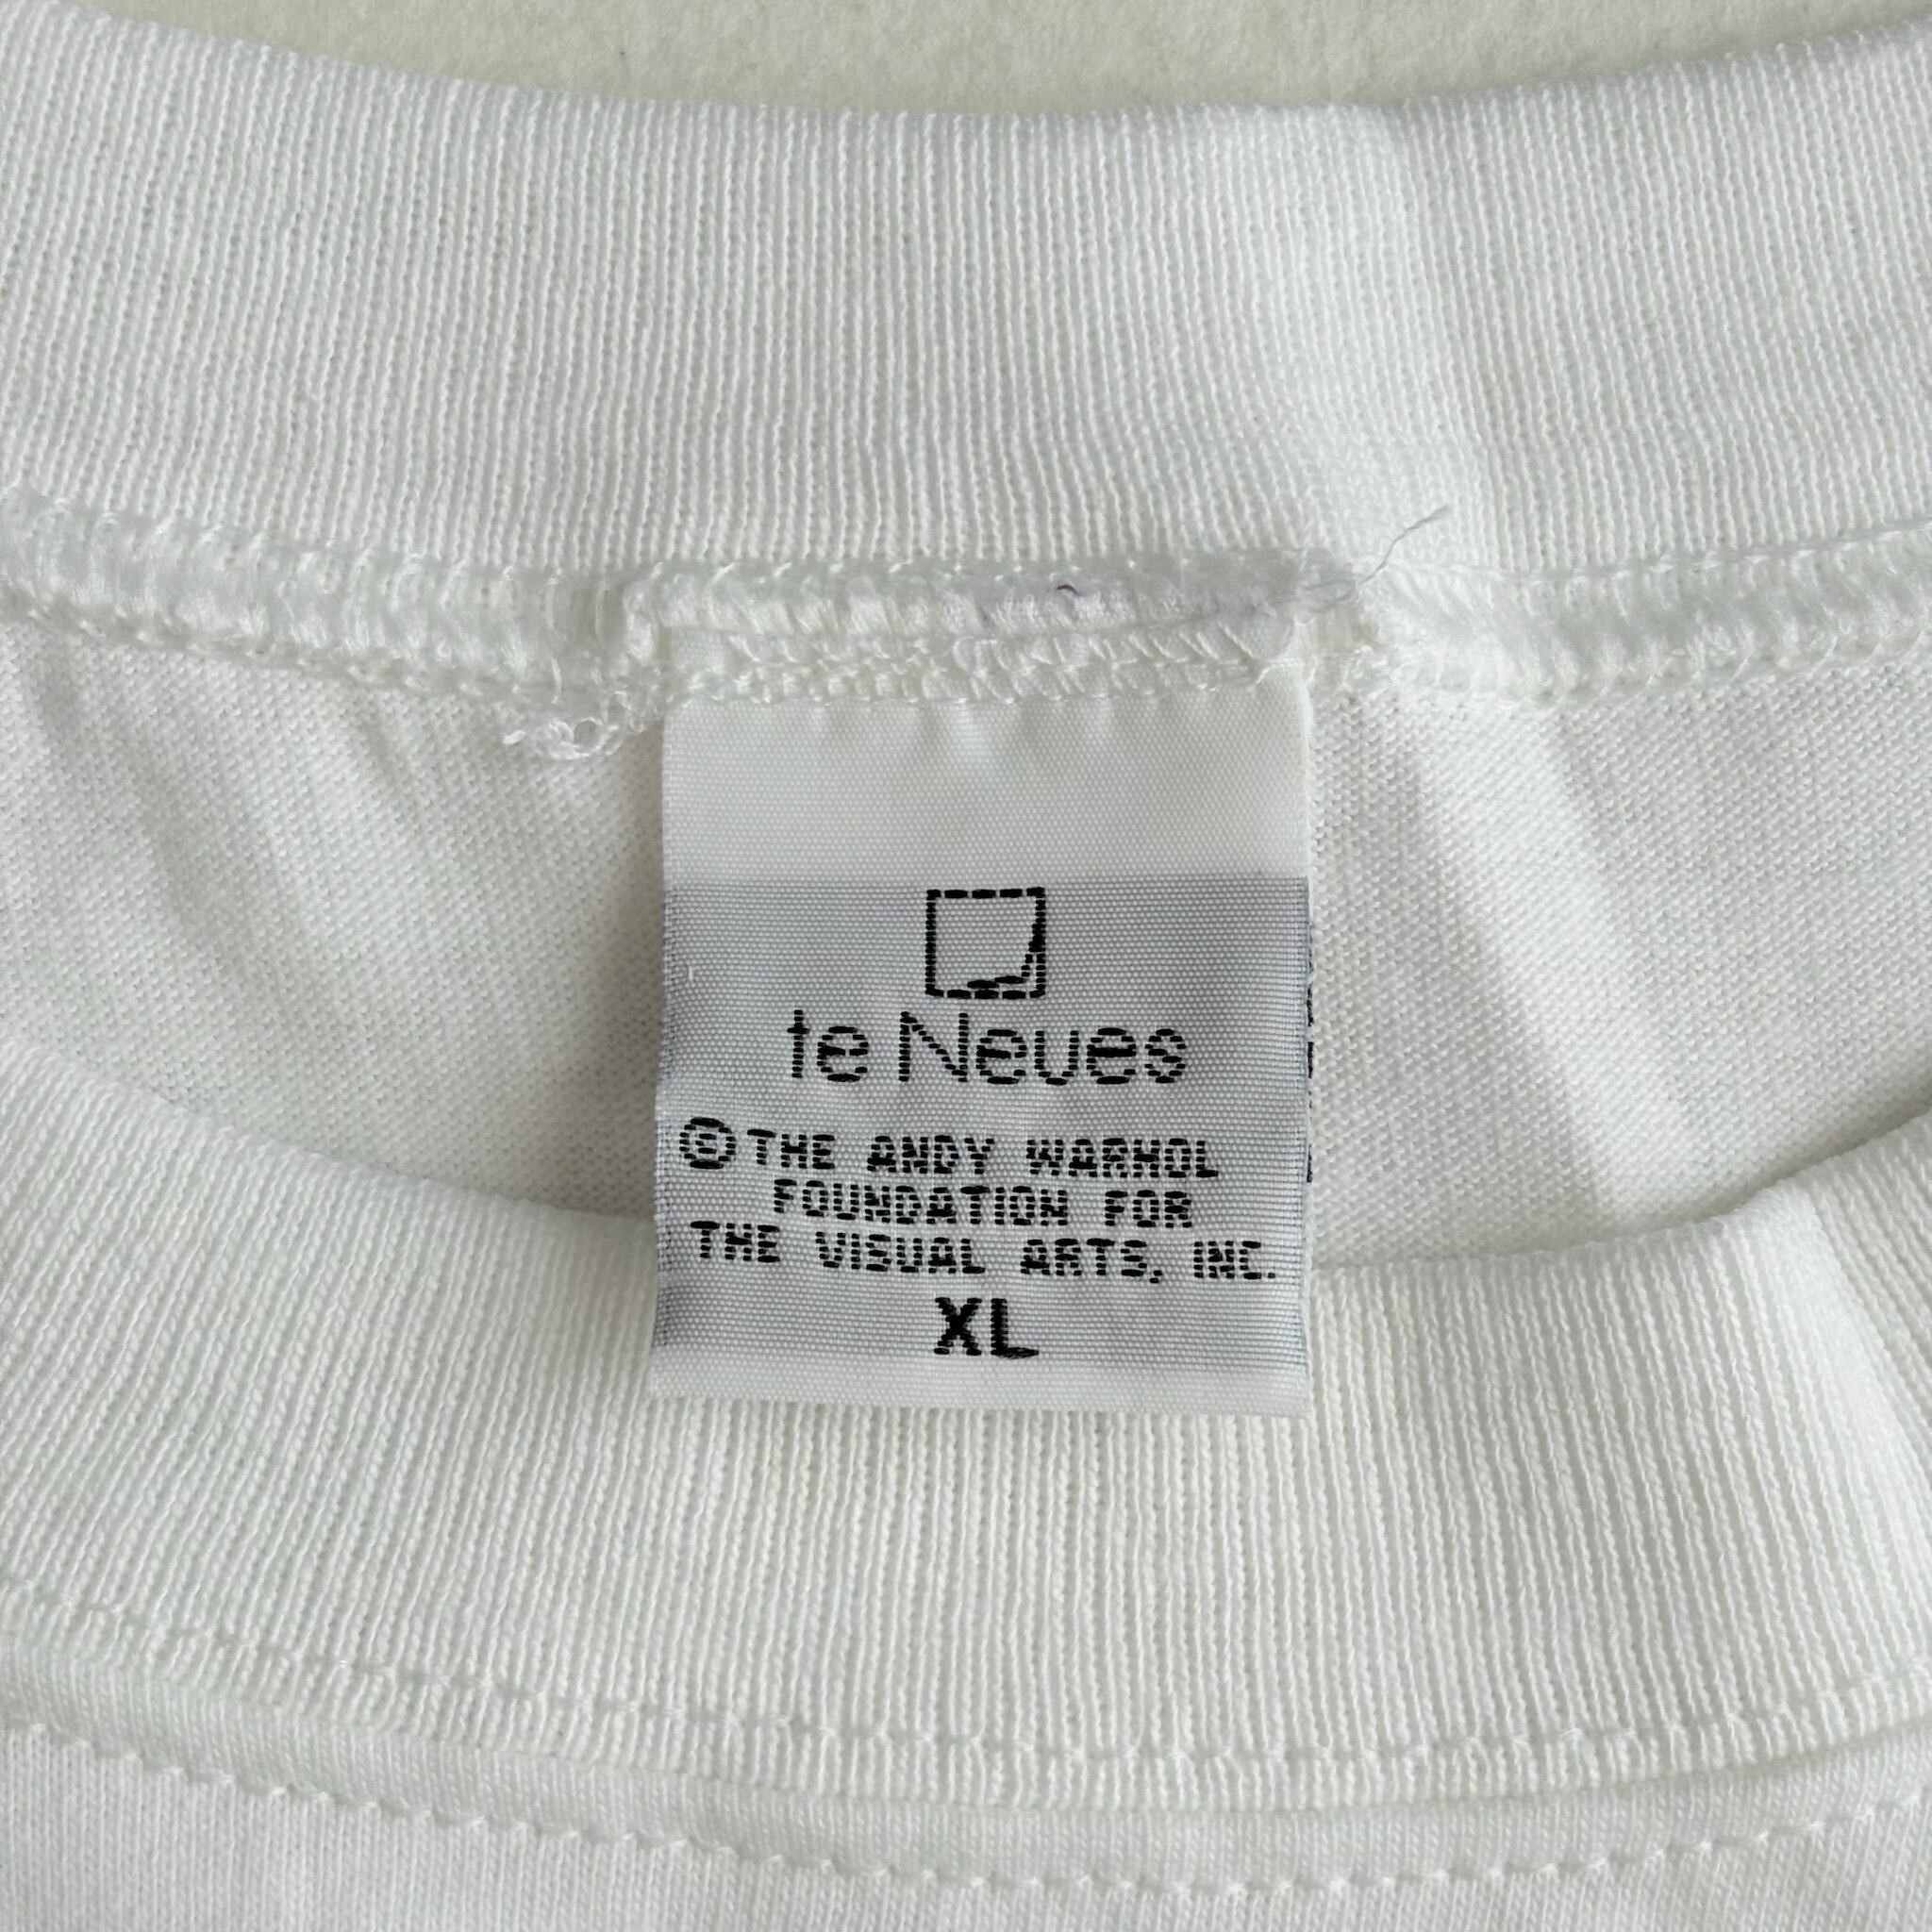 te Neues
© THE ANDY WARHOL
FOUNDATION FOR
THE VISUAL ARTS, INC.
XL